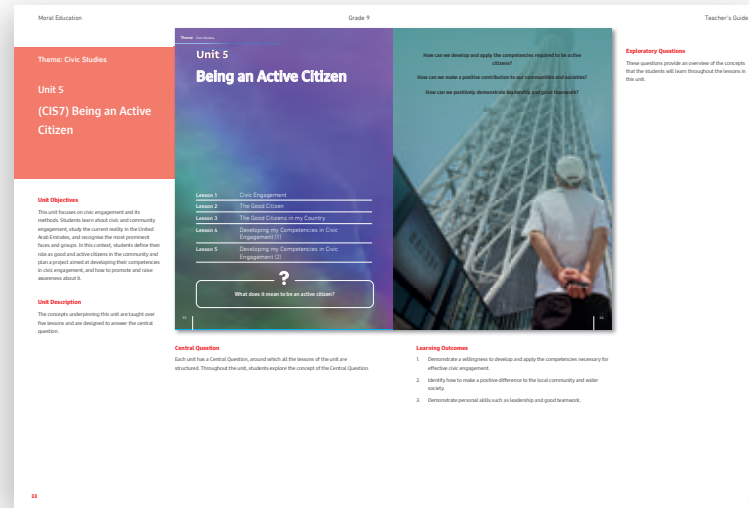 Moral Education
Grade 9
Teacher's Guide
Theme: Civic Studies
Unit 5
(CIS7) Being an Active
Citizen
Unit Objectives
This unit focuses on civic engagement and its
methods. Students learn about civic and community
engagement, study the current reality in the United
Arab Emirates, and recognise the most prominent
faces and groups. In this context, students define their
role as good and active citizens in the community and
plan a project aimed at developing their competencies
in civic engagement, and how to promote and raise
awareness about it.
Unit Description
The concepts underpinning this unit are taught over
five lessons and are designed to answer the central
question.
Theme Civic Studies
Unit 5
Being an Active Citizen
Lesson 1 Civic Engagement
Lesson 2 The Good Citizen
Lesson 3 The Good Citizens in my Country
Lesson 4 Developing my Competencies in Civic
Engagement (1)
Lesson 5 Developing my Competencies in Civic
Engagement (2)
?
What does it mean to be an active citizen?
How can we develop and apply the competencies required to be active
citizens?
How can we make a positive contribution to our communities and societies?
How can we positively demonstrate leadership and good teamwork?
Central Question
Each unit has a Central Question, around which all the lessons of the unit are
structured. Throughout the unit, students explore the concept of the Central Question.
Learning Outcomes
1. Demonstrate a willingness to develop and apply the competencies necessary for
effective civic engagement.
2. Identify how to make a positive difference to the local community and wider
society.
3. Demonstrate personal skills such as leadership and good teamwork.
Exploratory Questions
These questions provide an overview of the concepts
that the students will learn throughout the lessons in
this unit.
23